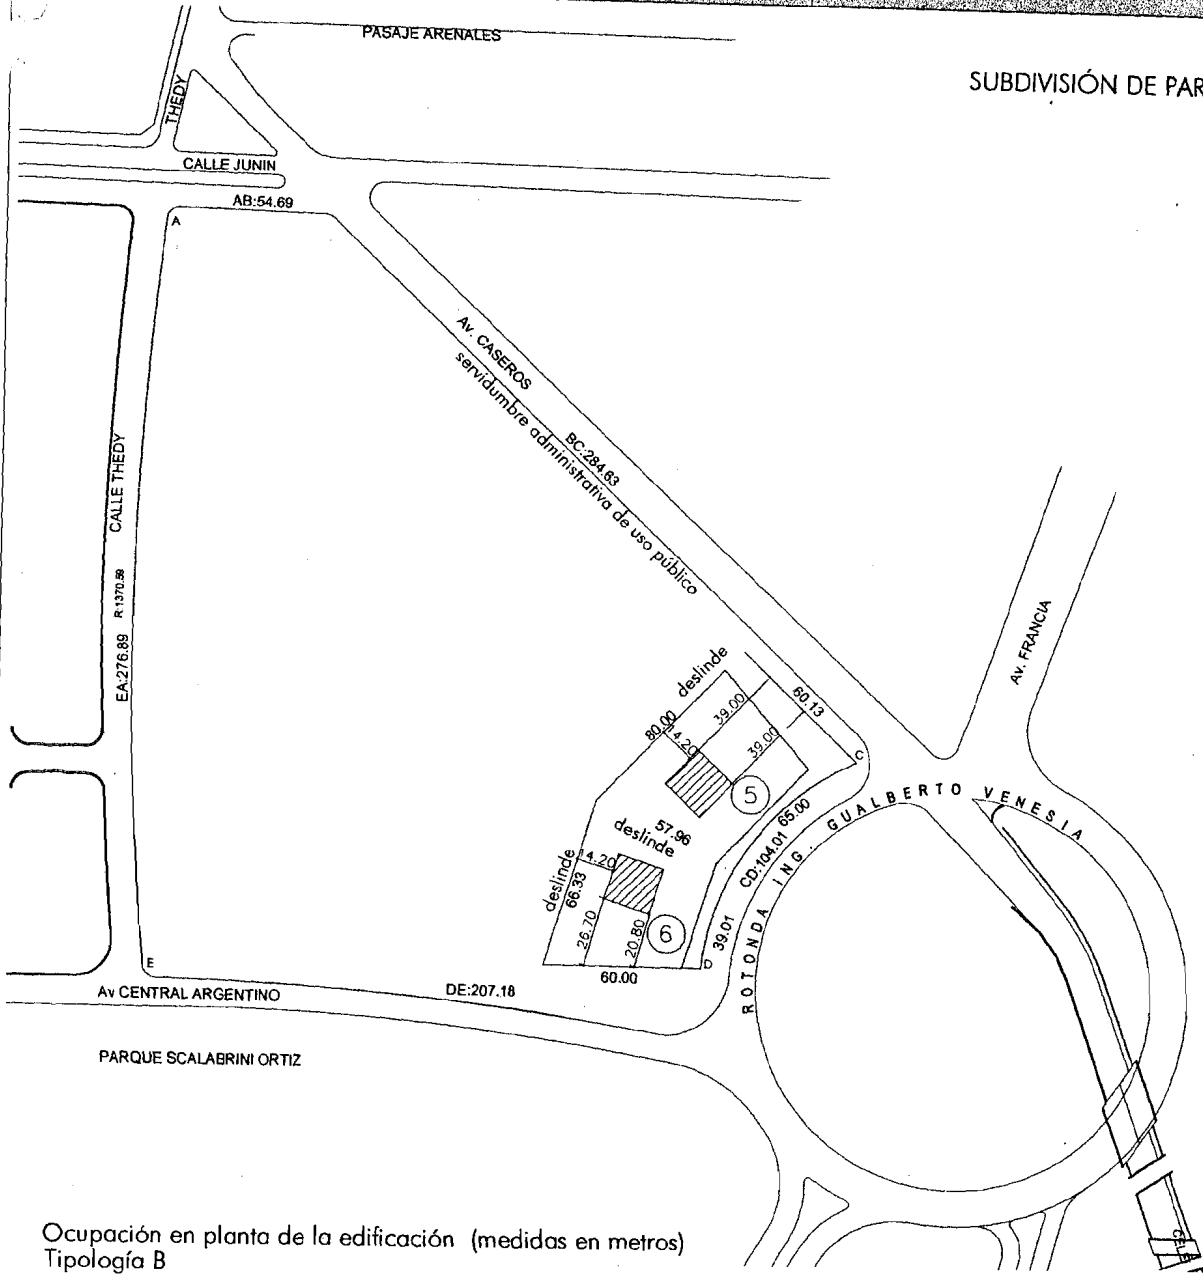 PASAJE ARENALES
SUBDIVISIÓN DE PAR
THEDY
CALLE JUNIN
AB:54.69
A
Av. CASEROS
servidumbre administrativa de uso público
BC:284.63
CALLE THEDY
R:1370.59
EA:276.89
Av. FRANCIA
deslinde
60.13
80.00
39.00
14.20
39.00
C
5
ROTONDA ING. GUALBERTO VENESIA
65.00
CD:104.01
57.96
deslinde
deslinde
14.20
66.33
26.70
20.80
6
39.01
D
60.00
E
Av CENTRAL ARGENTINO
DE:207.18
PARQUE SCALABRINI ORTIZ
Ocupación en planta de la edificación (medidas en metros)
Tipología B